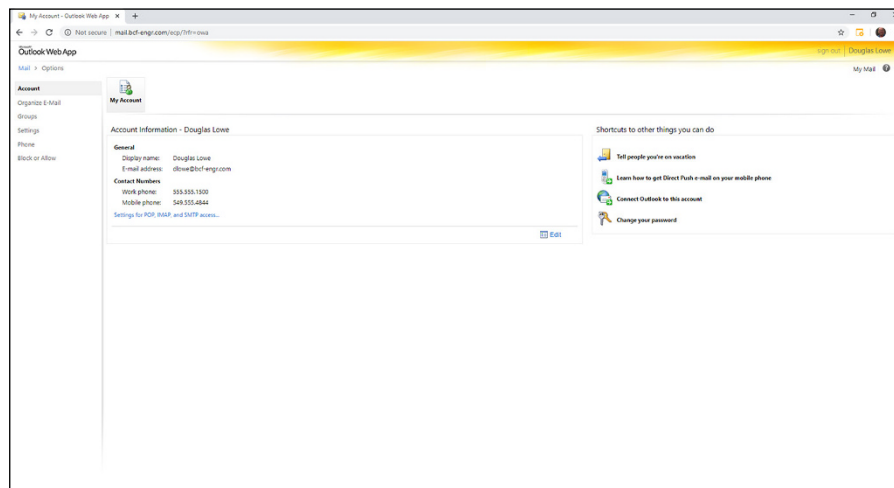 My Account - Outlook Web App
Not secure | mail.bcf-engr.com/ecp/?rfr=owa
Microsoft
Outlook Web App
sign out | Douglas Lowe
Mail > Options
My Mail
Account
Organize E-Mail
Groups
Settings
Phone
Block or Allow
My Account
Account Information - Douglas Lowe
General
Display name: Douglas Lowe
E-mail address: dlowe@bcf-engr.com
Contact Numbers
Work phone: 555.555.1500
Mobile phone: 549.555.4844
Settings for POP, IMAP, and SMTP access...
Edit
Shortcuts to other things you can do
Tell people you're on vacation
Learn how to get Direct Push e-mail on your mobile phone
Connect Outlook to this account
Change your password